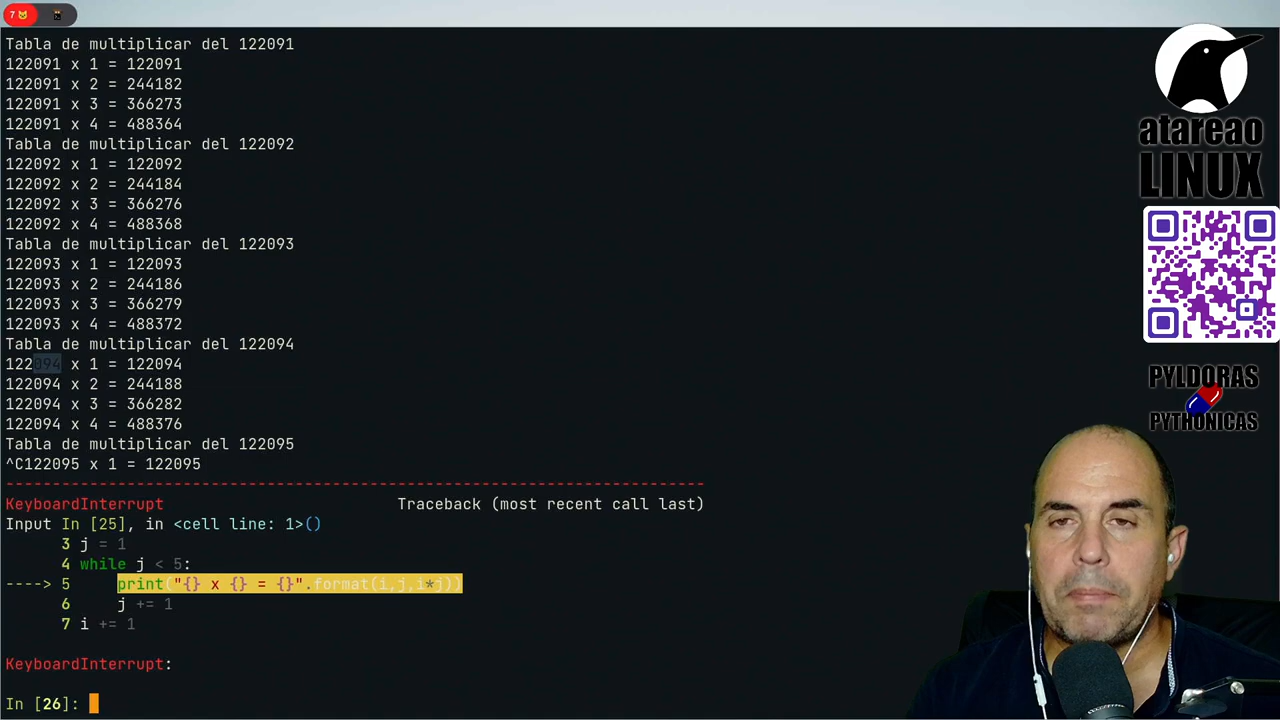 7
Tabla de multiplicar del 122091
122091 x 1 = 122091
122091 x 2 = 244182
122091 x 3 = 366273
122091 x 4 = 488364
Tabla de multiplicar del 122092
122092 x 1 = 122092
122092 x 2 = 244184
122092 x 3 = 366276
122092 x 4 = 488368
Tabla de multiplicar del 122093
122093 x 1 = 122093
122093 x 2 = 244186
122093 x 3 = 366279
122093 x 4 = 488372
Tabla de multiplicar del 122094
122094 x 1 = 122094
122094 x 2 = 244188
122094 x 3 = 366282
122094 x 4 = 488376
Tabla de multiplicar del 122095
^C122095 x 1 = 122095
---------------------------------------------------------------------------
KeyboardInterrupt                         Traceback (most recent call last)
Input In [25], in <cell line: 1>()
      3 j = 1
      4 while j < 5:
----> 5     print("{} x {} = {}".format(i,j,i*j))
      6     j += 1
      7 i += 1
KeyboardInterrupt:
In [26]:
atareao
LINUX
PYLDORAS
PYTHONICAS